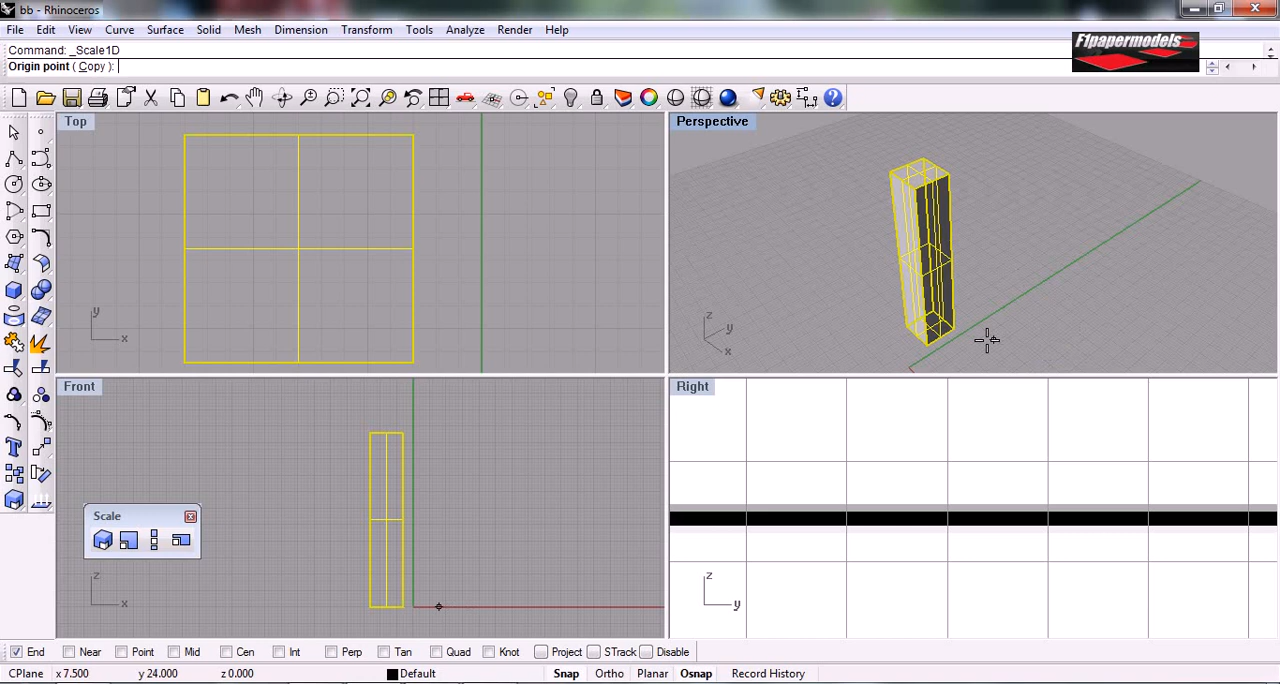 bb - Rhinoceros
File Edit View Curve Surface Solid Mesh Dimension Transform Tools Analyze Render Help
Command: _Scale1D
Origin point ( Copy ):
F1papermodels
Top
Perspective
y
x
z
y
x
Front
Right
Scale
z
x
z
y
End Near Point Mid Cen Int Perp Tan Quad Knot Project STrack Disable
CPlane x 7.500 y 24.000 z 0.000 Default Snap Ortho Planar Osnap Record History